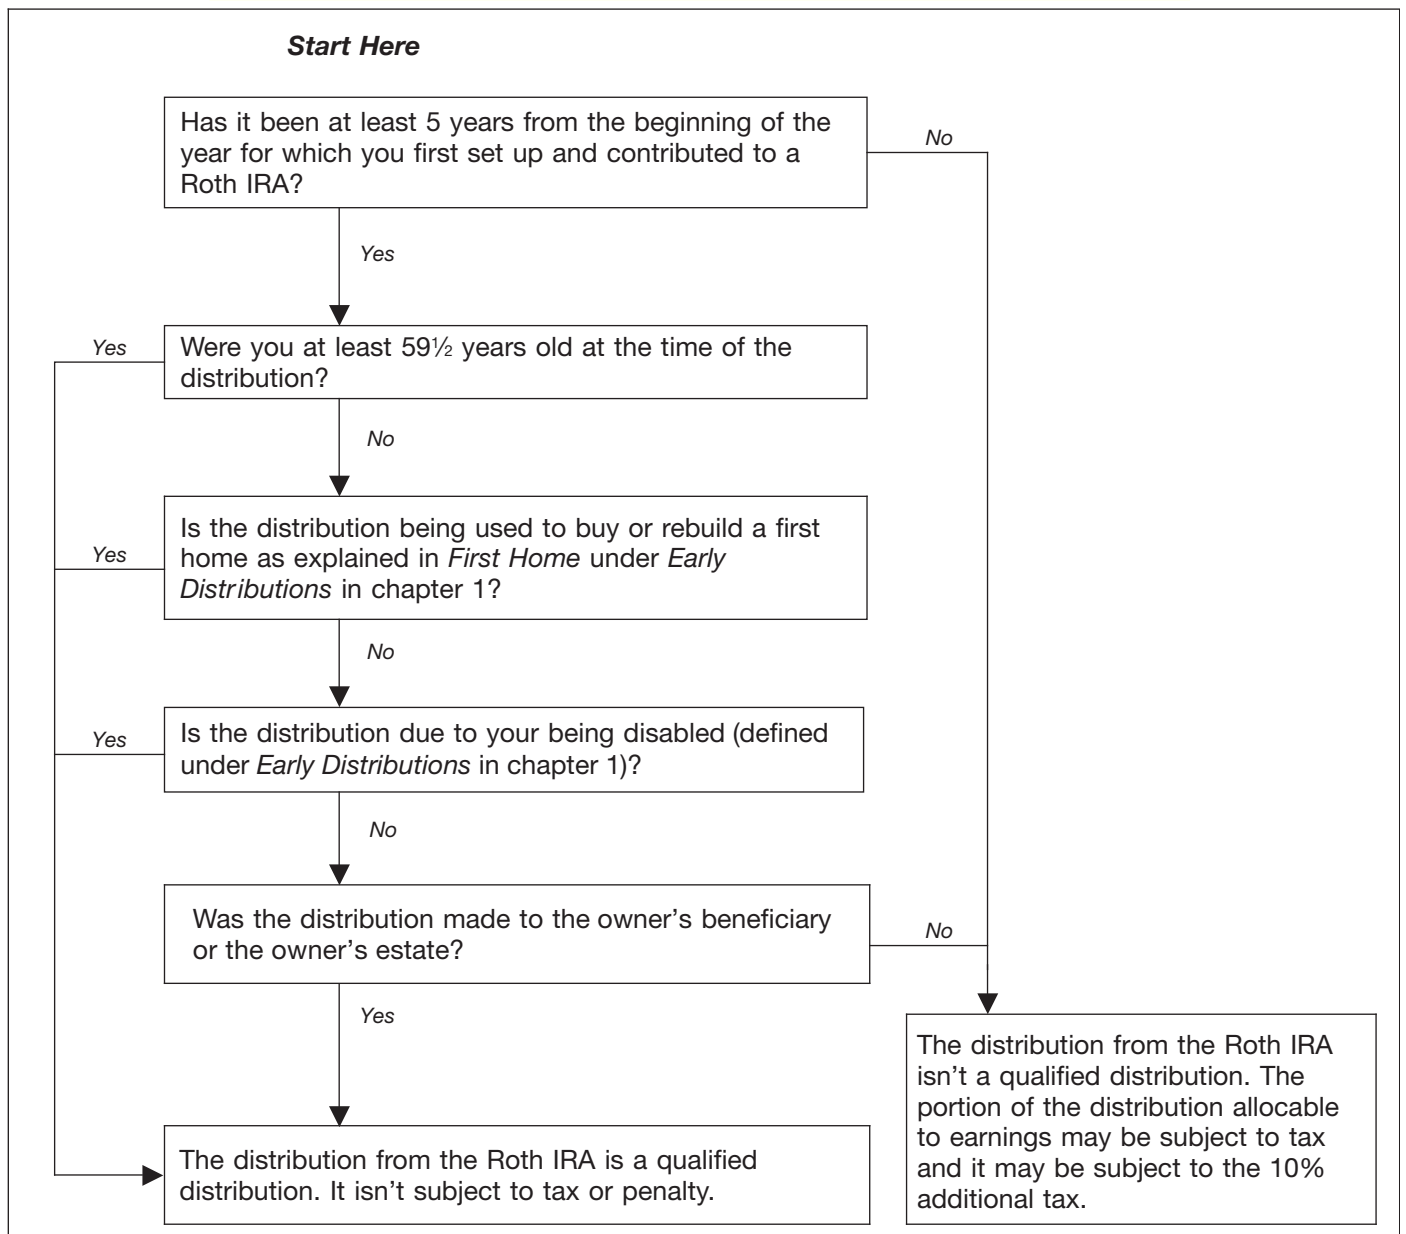 Start Here
Has it been at least 5 years from the beginning of the
year for which you first set up and contributed to a
Roth IRA?
No
Yes
Yes
Were you at least 59½ years old at the time of the
distribution?
No
Is the distribution being used to buy or rebuild a first
home as explained in First Home under Early
Distributions in chapter 1?
Yes
No
Is the distribution due to your being disabled (defined
under Early Distributions in chapter 1)?
Yes
No
Was the distribution made to the owner's beneficiary
or the owner's estate?
No
Yes
The distribution from the Roth IRA
isn't a qualified distribution. The
portion of the distribution allocable
to earnings may be subject to tax
and it may be subject to the 10%
additional tax.
The distribution from the Roth IRA is a qualified
distribution. It isn't subject to tax or penalty.